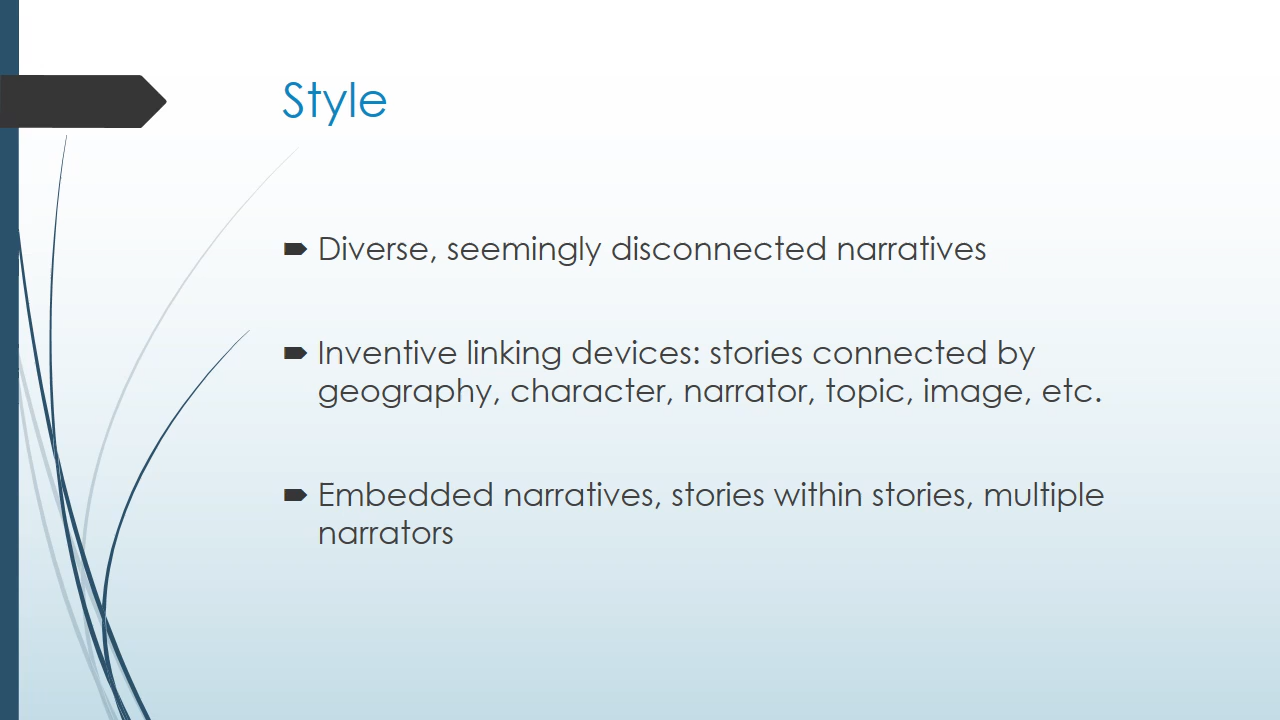 Style
Diverse, seemingly disconnected narratives
Inventive linking devices: stories connected by
geography, character, narrator, topic, image, etc.
Embedded narratives, stories within stories, multiple
narrators